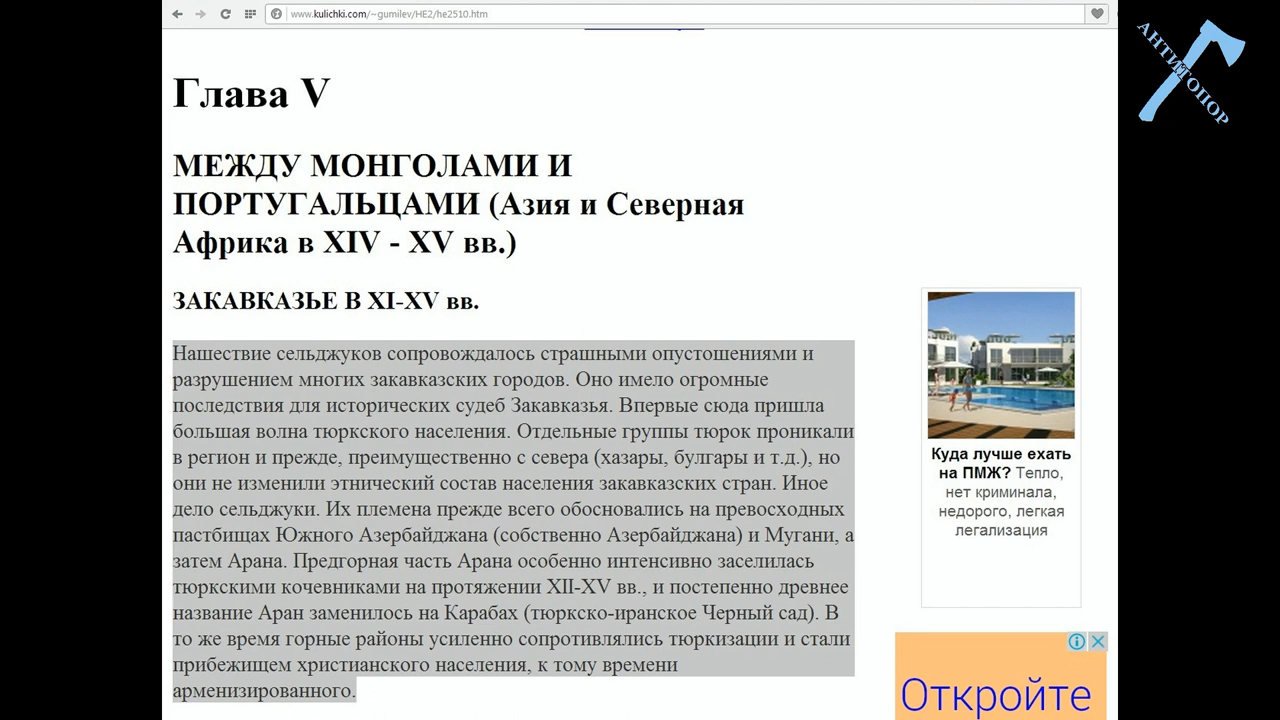 www.kulichki.com/~gumilev/HE2/he2510.htm
АНТИТОПОР
Глава V
МЕЖДУ МОНГОЛАМИ И
ПОРТУГАЛЬЦАМИ (Азия и Северная
Африка в XIV - XV вв.)
ЗАКАВКАЗЬЕ В XI-XV вв.
Нашествие сельджуков сопровождалось страшными опустошениями и
разрушением многих закавказских городов. Оно имело огромные
последствия для исторических судеб Закавказья. Впервые сюда пришла
большая волна тюркского населения. Отдельные группы тюрок проникали
в регион и прежде, преимущественно с севера (хазары, булгары и т.д.), но
они не изменили этнический состав населения закавказских стран. Иное
дело сельджуки. Их племена прежде всего обосновались на превосходных
пастбищах Южного Азербайджана (собственно Азербайджана) и Мугани, а
затем Арана. Предгорная часть Арана особенно интенсивно заселилась
тюркскими кочевниками на протяжении XII-XV вв., и постепенно древнее
название Аран заменилось на Карабах (тюркско-иранское Черный сад). В
то же время горные районы усиленно сопротивлялись тюркизации и стали
прибежищем христианского населения, к тому времени
арменизированного.
Куда лучше ехать
на ПМЖ? Тепло,
нет криминала,
недорого, легкая
легализация
Откройте